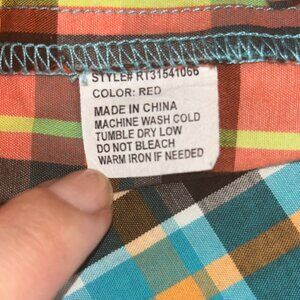 STYLE# RT31541066
COLOR: RED
MADE IN CHINA
MACHINE WASH COLD
TUMBLE DRY LOW
DO NOT BLEACH
WARM IRON IF NEEDED